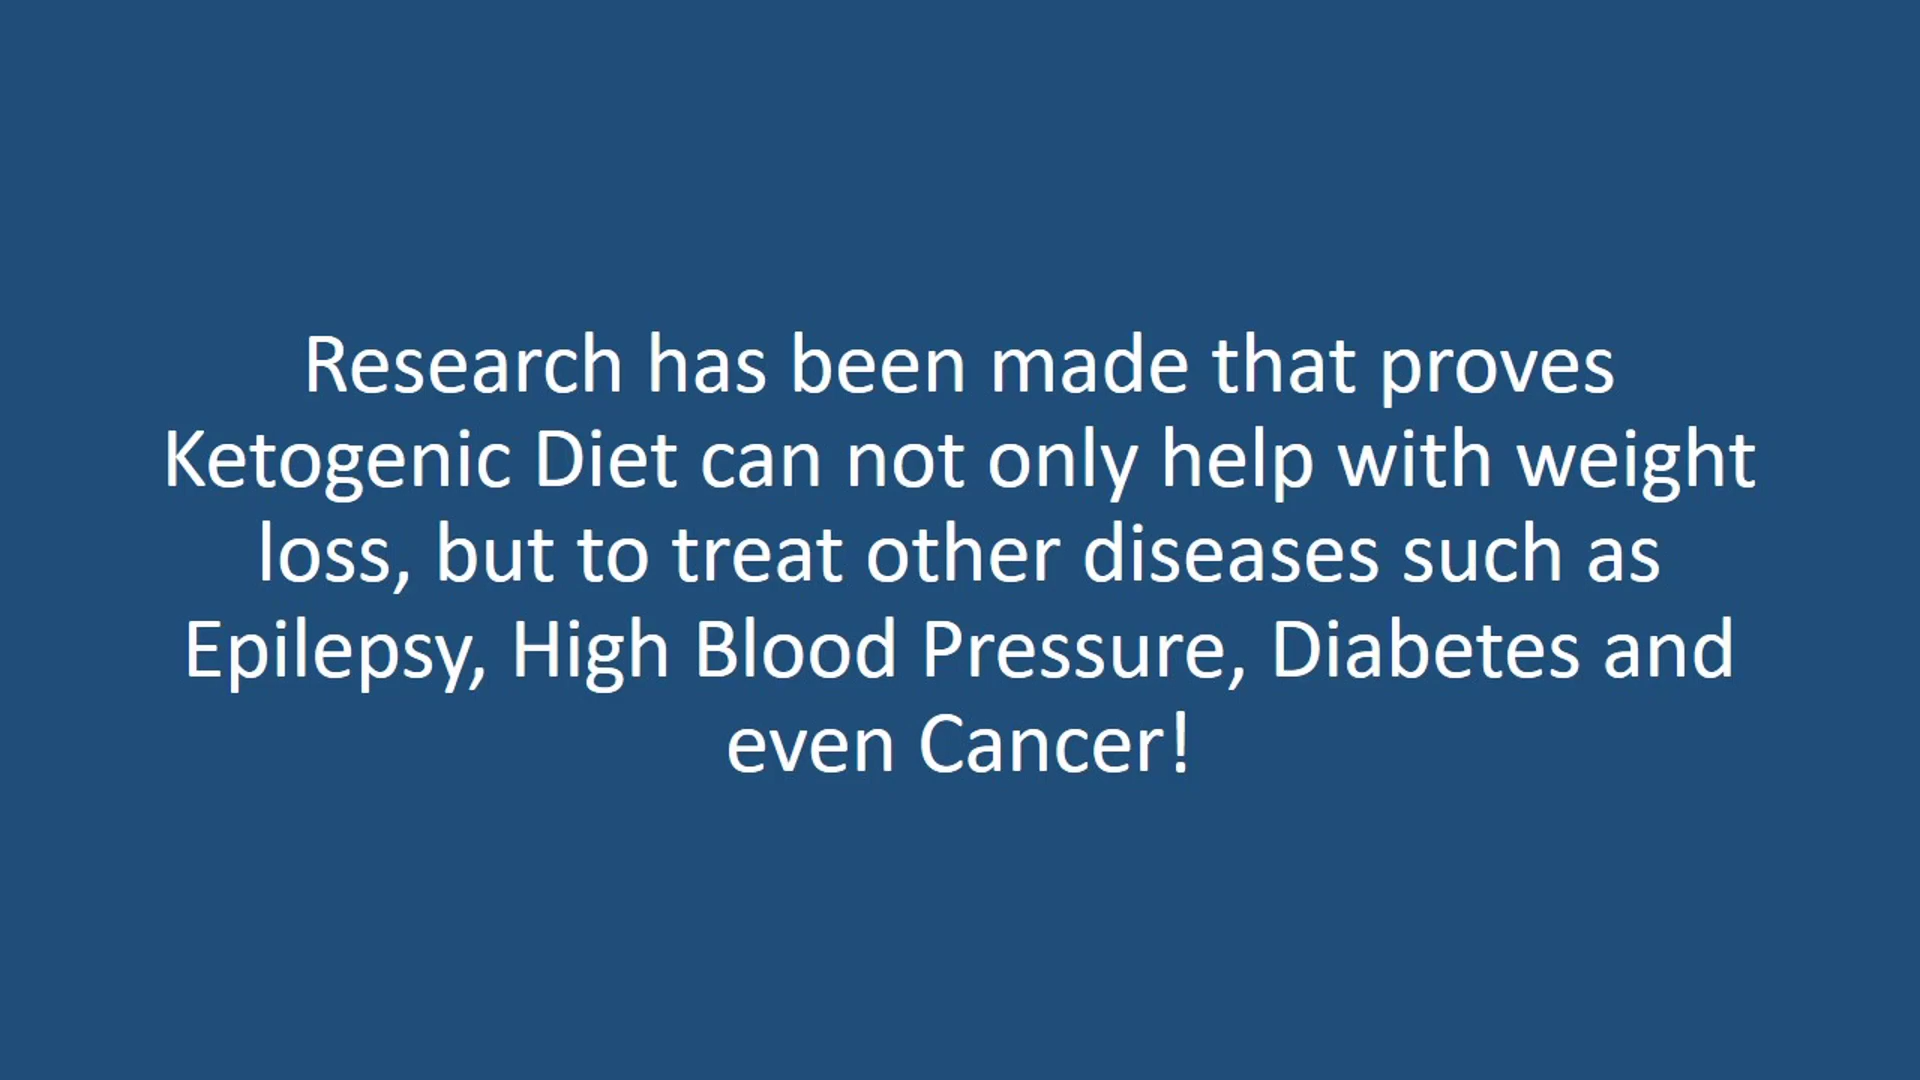 Research has been made that proves
Ketogenic Diet can not only help with weight
loss, but to treat other diseases such as
Epilepsy, High Blood Pressure, Diabetes and
even Cancer!